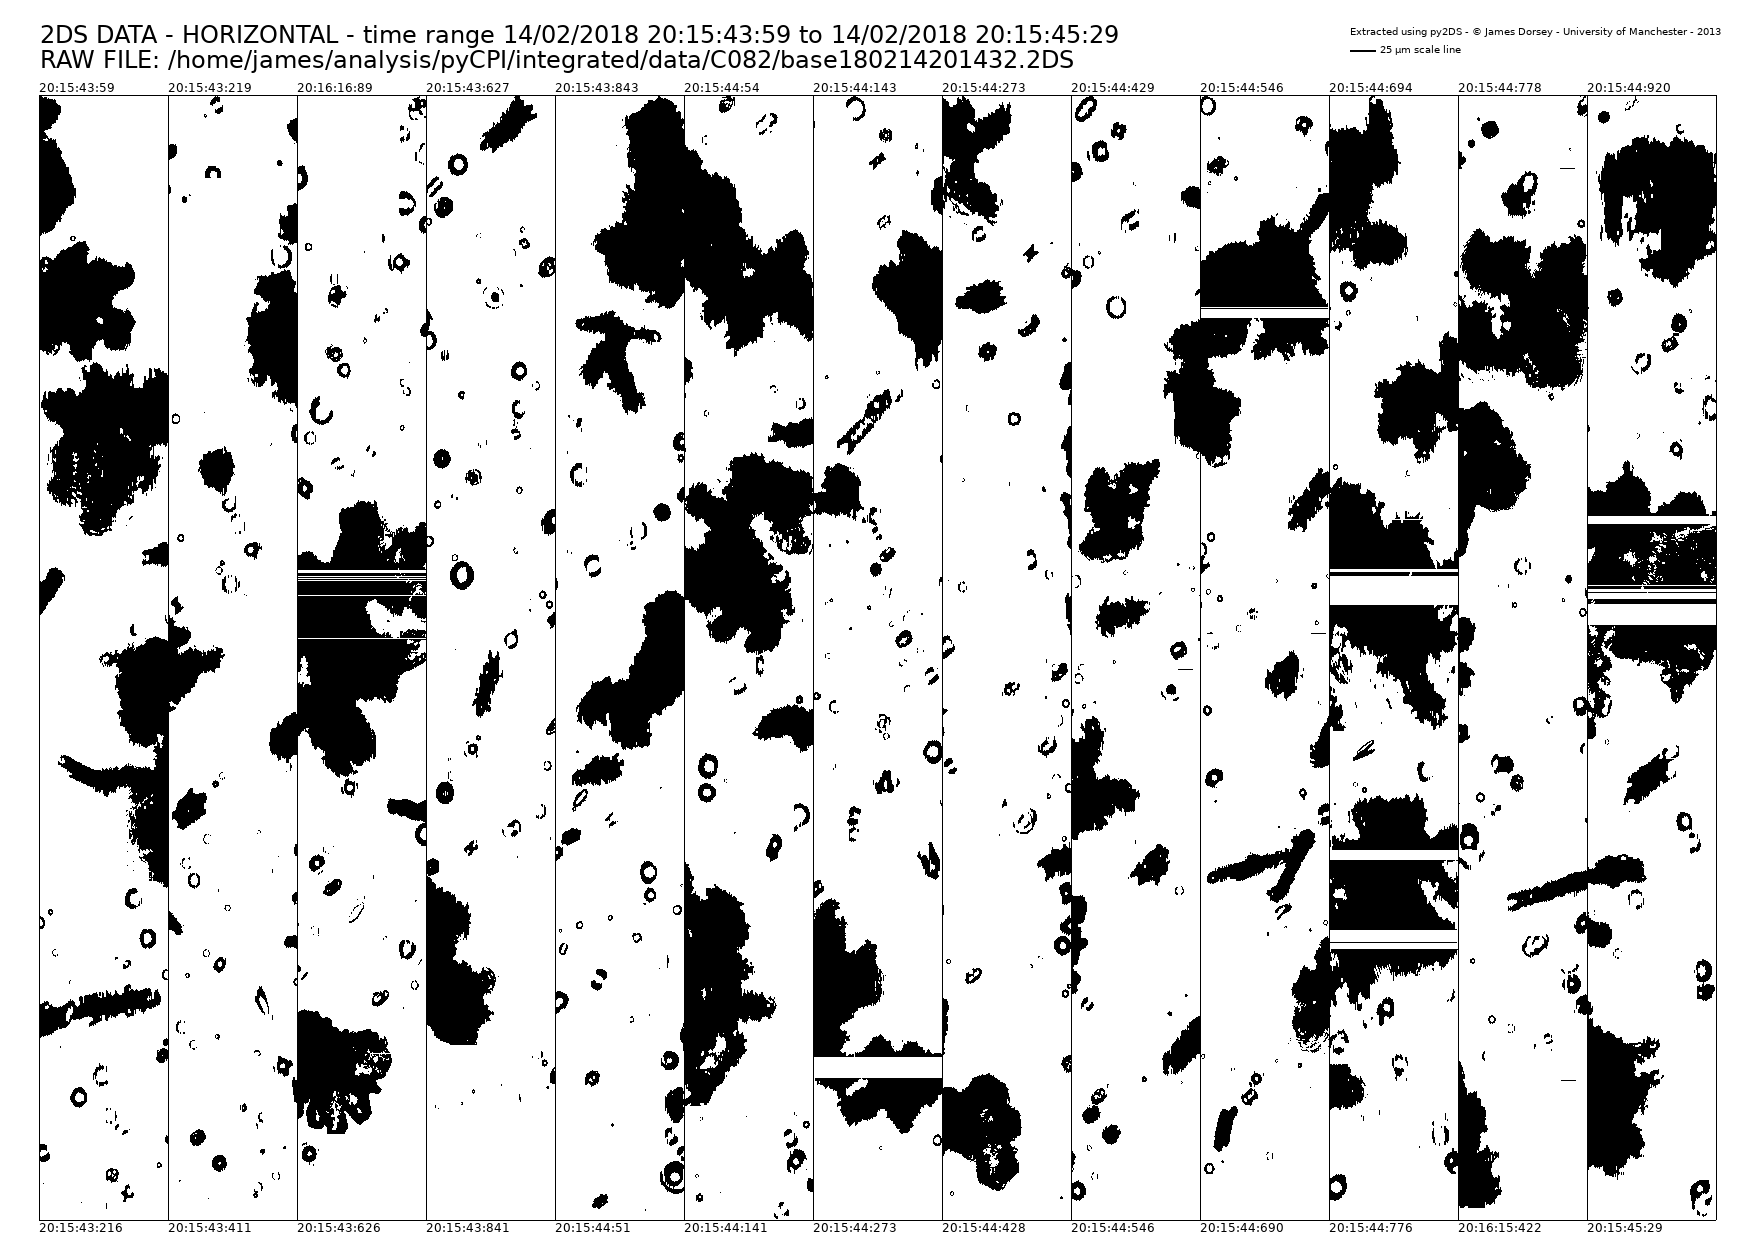 2DS DATA - HORIZONTAL - time range 14/02/2018 20:15:43:59 to 14/02/2018 20:15:45:29
RAW FILE: /home/james/analysis/pyCPI/integrated/data/C082/base180214201432.2DS
Extracted using py2DS - © James Dorsey - University of Manchester - 2013
25 µm scale line
20:15:43:59 20:15:43:219 20:16:16:89 20:15:43:627 20:15:43:843 20:15:44:54 20:15:44:143 20:15:44:273 20:15:44:429 20:15:44:546 20:15:44:694 20:15:44:778 20:15:44:920
20:15:43:216 20:15:43:411 20:15:43:626 20:15:43:841 20:15:44:51 20:15:44:141 20:15:44:273 20:15:44:428 20:15:44:546 20:15:44:690 20:15:44:776 20:16:15:422 20:15:45:29